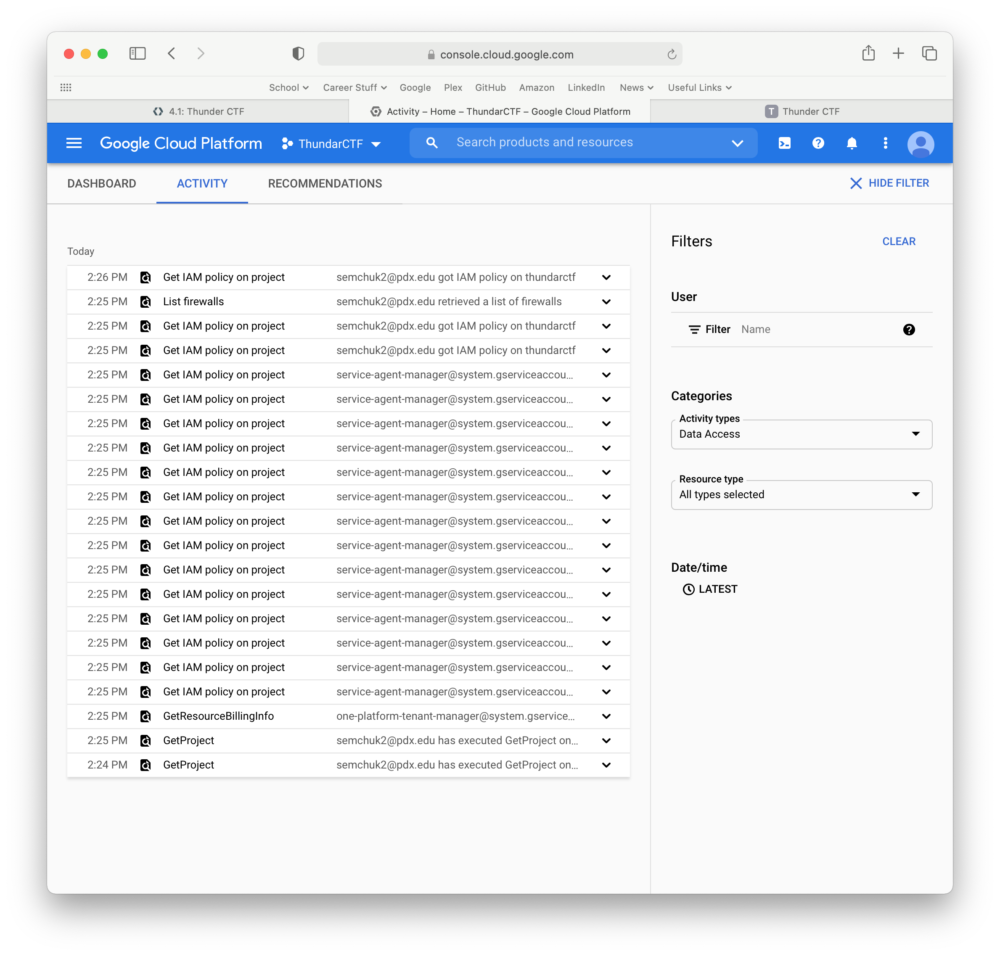 console.cloud.google.com
School Career Stuff Google Plex GitHub Amazon LinkedIn News Useful Links
4.1: Thunder CTF
Activity – Home – ThundarCTF – Google Cloud Platform
T Thunder CTF
Google Cloud Platform ThundarCTF Search products and resources
DASHBOARD ACTIVITY RECOMMENDATIONS HIDE FILTER
Today
2:26 PM Get IAM policy on project semchuk2@pdx.edu got IAM policy on thundarctf
2:25 PM List firewalls semchuk2@pdx.edu retrieved a list of firewalls
2:25 PM Get IAM policy on project semchuk2@pdx.edu got IAM policy on thundarctf
2:25 PM Get IAM policy on project semchuk2@pdx.edu got IAM policy on thundarctf
2:25 PM Get IAM policy on project service-agent-manager@system.gserviceaccou...
2:25 PM Get IAM policy on project service-agent-manager@system.gserviceaccou...
2:25 PM Get IAM policy on project service-agent-manager@system.gserviceaccou...
2:25 PM Get IAM policy on project service-agent-manager@system.gserviceaccou...
2:25 PM Get IAM policy on project service-agent-manager@system.gserviceaccou...
2:25 PM Get IAM policy on project service-agent-manager@system.gserviceaccou...
2:25 PM Get IAM policy on project service-agent-manager@system.gserviceaccou...
2:25 PM Get IAM policy on project service-agent-manager@system.gserviceaccou...
2:25 PM Get IAM policy on project service-agent-manager@system.gserviceaccou...
2:25 PM Get IAM policy on project service-agent-manager@system.gserviceaccou...
2:25 PM Get IAM policy on project service-agent-manager@system.gserviceaccou...
2:25 PM Get IAM policy on project service-agent-manager@system.gserviceaccou...
2:25 PM Get IAM policy on project service-agent-manager@system.gserviceaccou...
2:25 PM Get IAM policy on project service-agent-manager@system.gserviceaccou...
2:25 PM GetResourceBillingInfo one-platform-tenant-manager@system.gservice...
2:25 PM GetProject semchuk2@pdx.edu has executed GetProject on...
2:24 PM GetProject semchuk2@pdx.edu has executed GetProject on...
Filters CLEAR
User
Filter Name
Categories
Activity types
Data Access
Resource type
All types selected
Date/time
LATEST